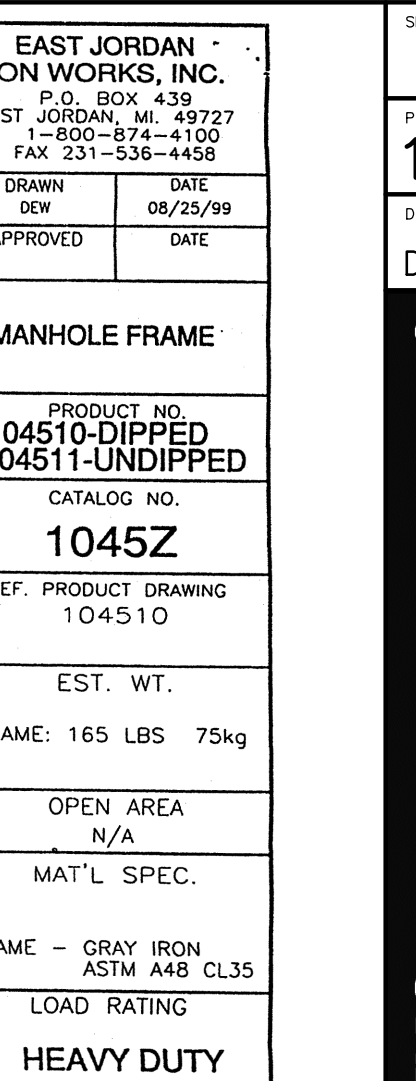 EAST JORDAN
ON WORKS, INC.
P.O. BOX 439
ST JORDAN, MI. 49727
1-800-874-4100
FAX 231-536-4458
DRAWN DATE
DEW 08/25/99
PPROVED DATE
MANHOLE FRAME
PRODUCT NO.
04510-DIPPED
04511-UNDIPPED
CATALOG NO.
1045Z
EF. PRODUCT DRAWING
104510
EST. WT.
AME: 165 LBS 75kg
OPEN AREA
N/A
MAT'L SPEC.
AME - GRAY IRON
ASTM A48 CL35
LOAD RATING
HEAVY DUTY